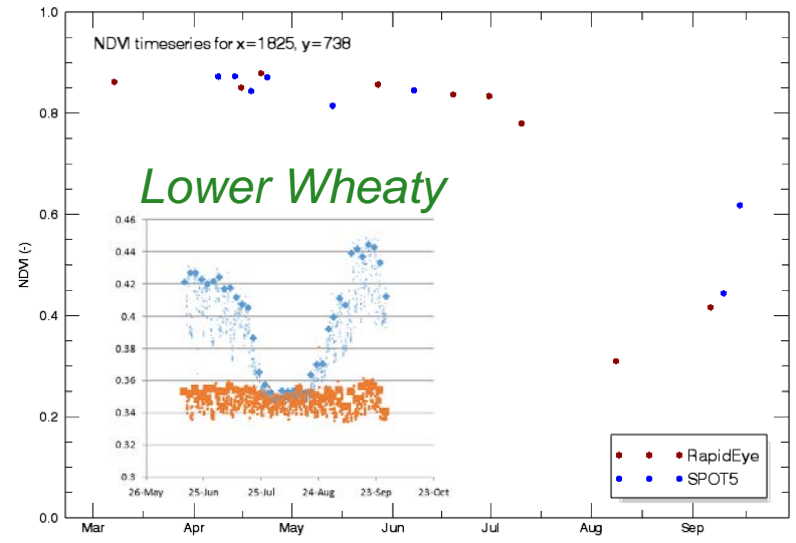 NDVI timeseries for x=1825, y=738
1.0
0.8
0.6
0.4
0.2
0.0
NDVI (-)
Lower Wheaty
0.46
0.44
0.42
0.4
0.38
0.36
0.34
0.32
0.3
26-May 25-Jun 25-Jul 24-Aug 23-Sep 23-Oct
RapidEye
SPOT5
Mar Apr May Jun Jul Aug Sep